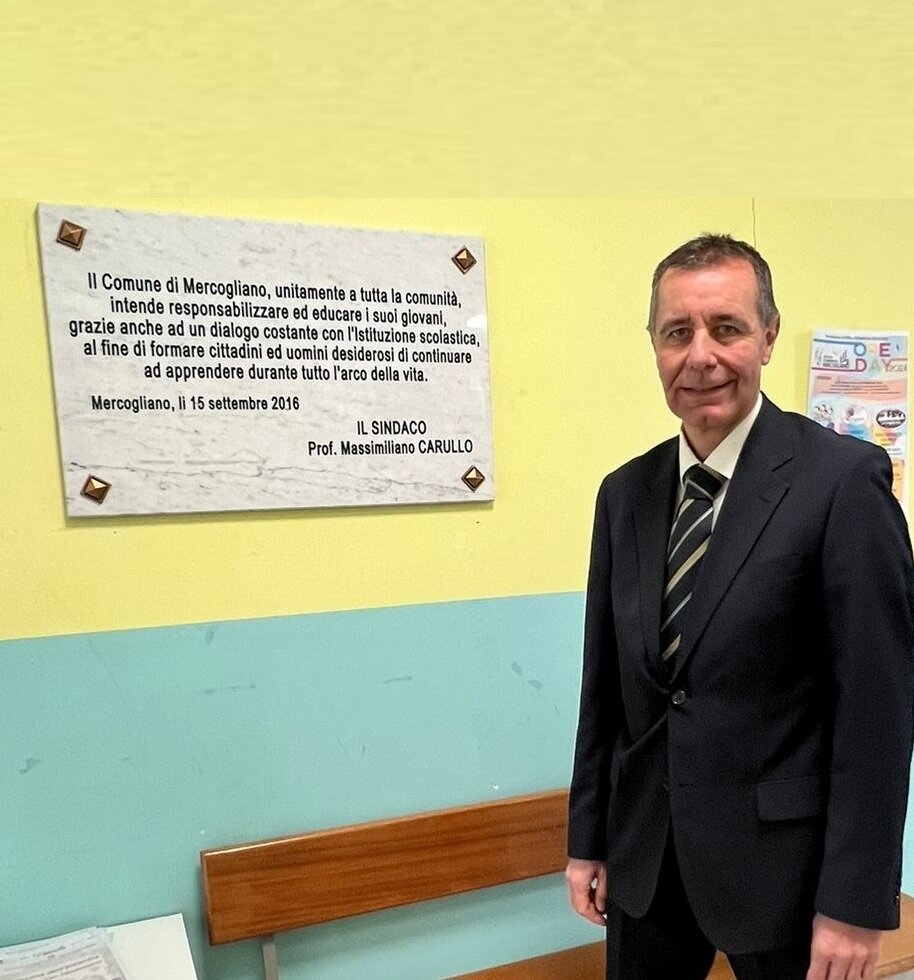 Il Comune di Mercogliano, unitamente a tutta la comunità,
intende responsabilizzare ed educare i suoi giovani,
grazie anche ad un dialogo costante con l'Istituzione scolastica,
al fine di formare cittadini ed uomini desiderosi di continuare
ad apprendere durante tutto l'arco della vita.
Mercogliano, lì 15 settembre 2016
IL SINDACO
Prof. Massimiliano CARULLO
DAY